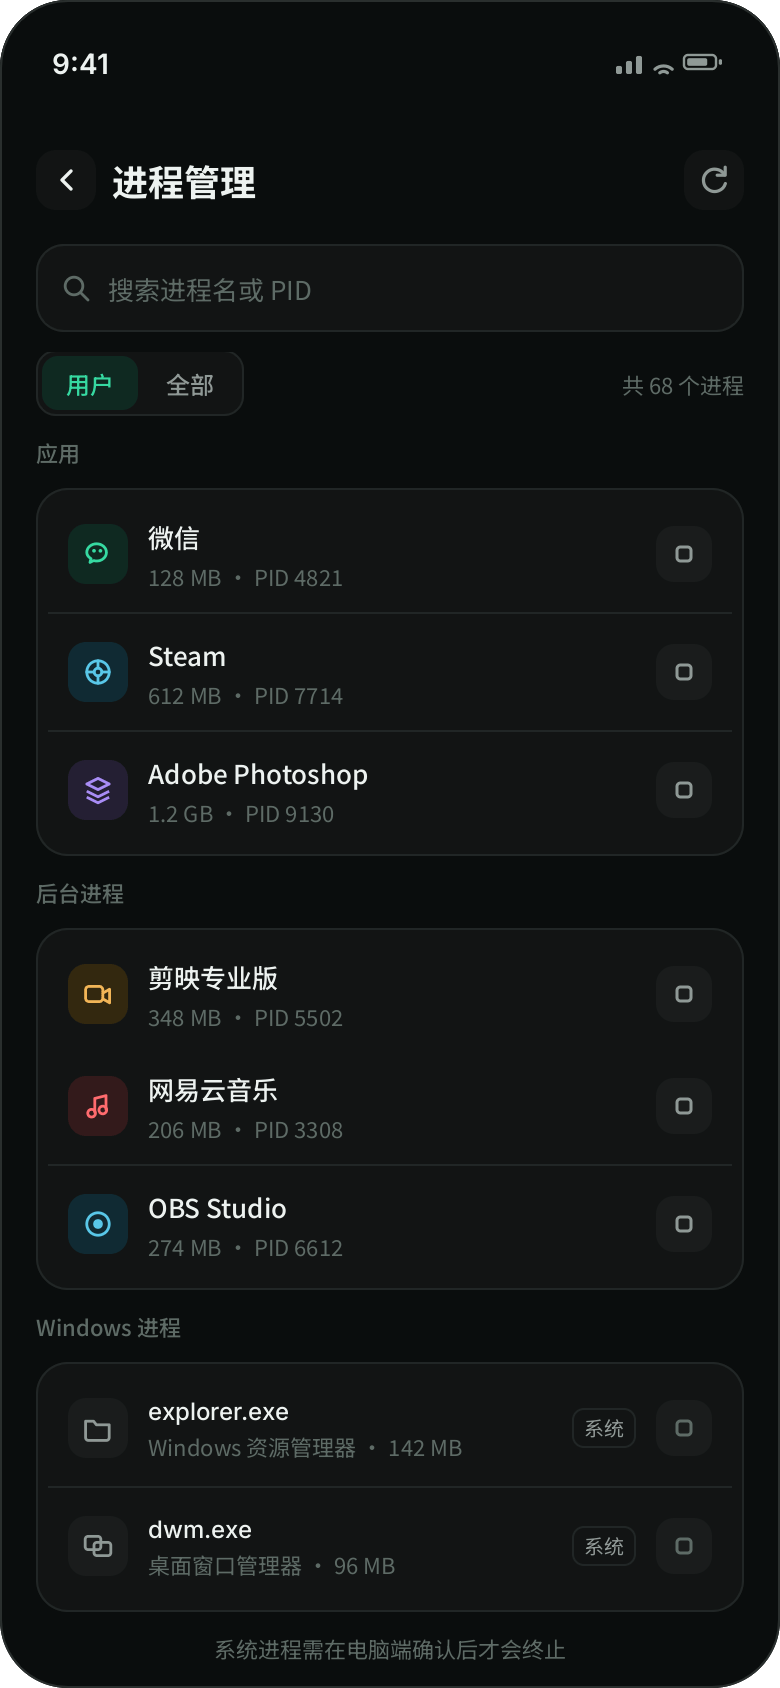 9:41
进程管理
搜索进程名或 PID
用户
全部
共 68 个进程
应用
微信
128 MB • PID 4821
Steam
612 MB • PID 7714
Adobe Photoshop
1.2 GB • PID 9130
后台进程
剪映专业版
348 MB • PID 5502
网易云音乐
206 MB • PID 3308
OBS Studio
274 MB • PID 6612
Windows 进程
explorer.exe
Windows 资源管理器 • 142 MB
系统
dwm.exe
桌面窗口管理器 • 96 MB
系统
系统进程需在电脑端确认后才会终止